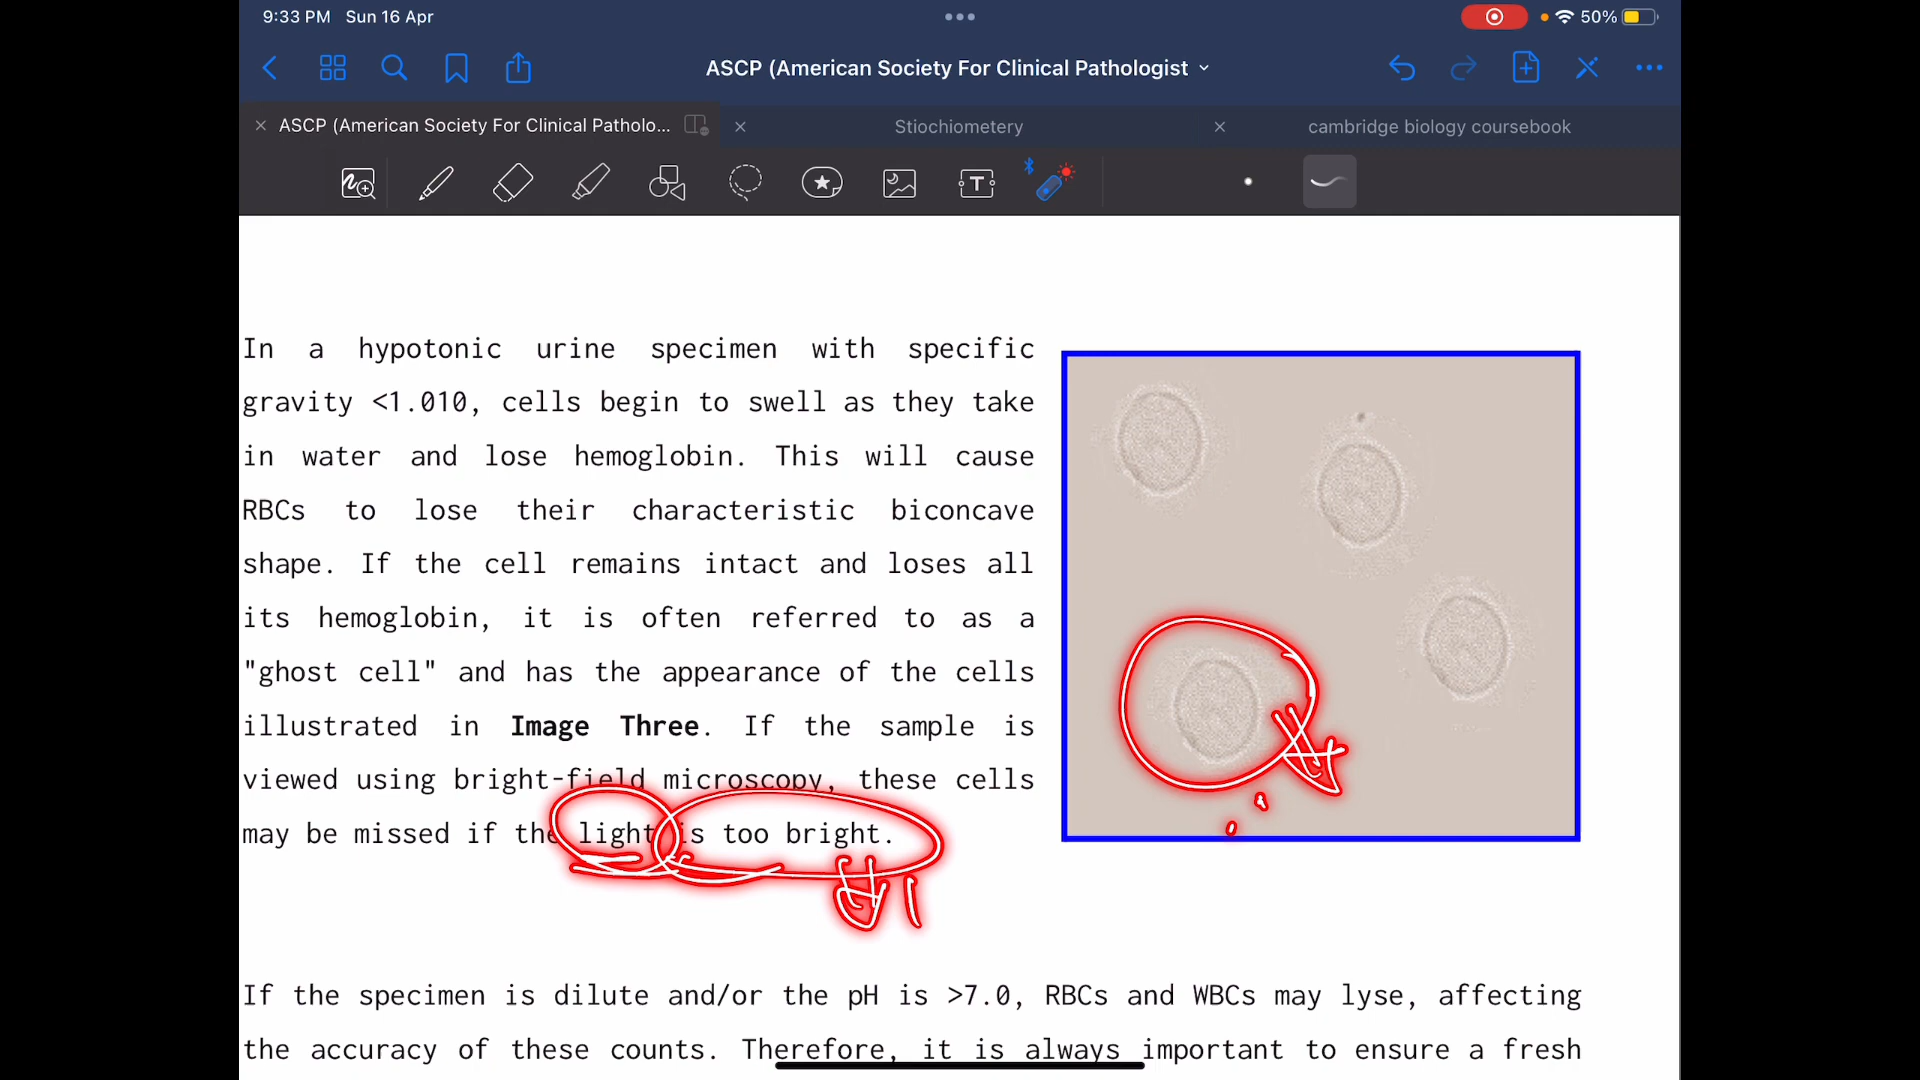 9:33 PM Sun 16 Apr
50%
ASCP (American Society For Clinical Pathologist
ASCP (American Society For Clinical Patholo...
Stiochiometery
cambridge biology coursebook
T
In a hypotonic urine specimen with specific
gravity <1.010, cells begin to swell as they take
in water and lose hemoglobin. This will cause
RBCs to lose their characteristic biconcave
shape. If the cell remains intact and loses all
its hemoglobin, it is often referred to as a
"ghost cell" and has the appearance of the cells
illustrated in Image Three. If the sample is
viewed using bright-field microscopy, these cells
may be missed if the light is too bright.
If the specimen is dilute and/or the pH is >7.0, RBCs and WBCs may lyse, affecting
the accuracy of these counts. Therefore, it is always important to ensure a fresh